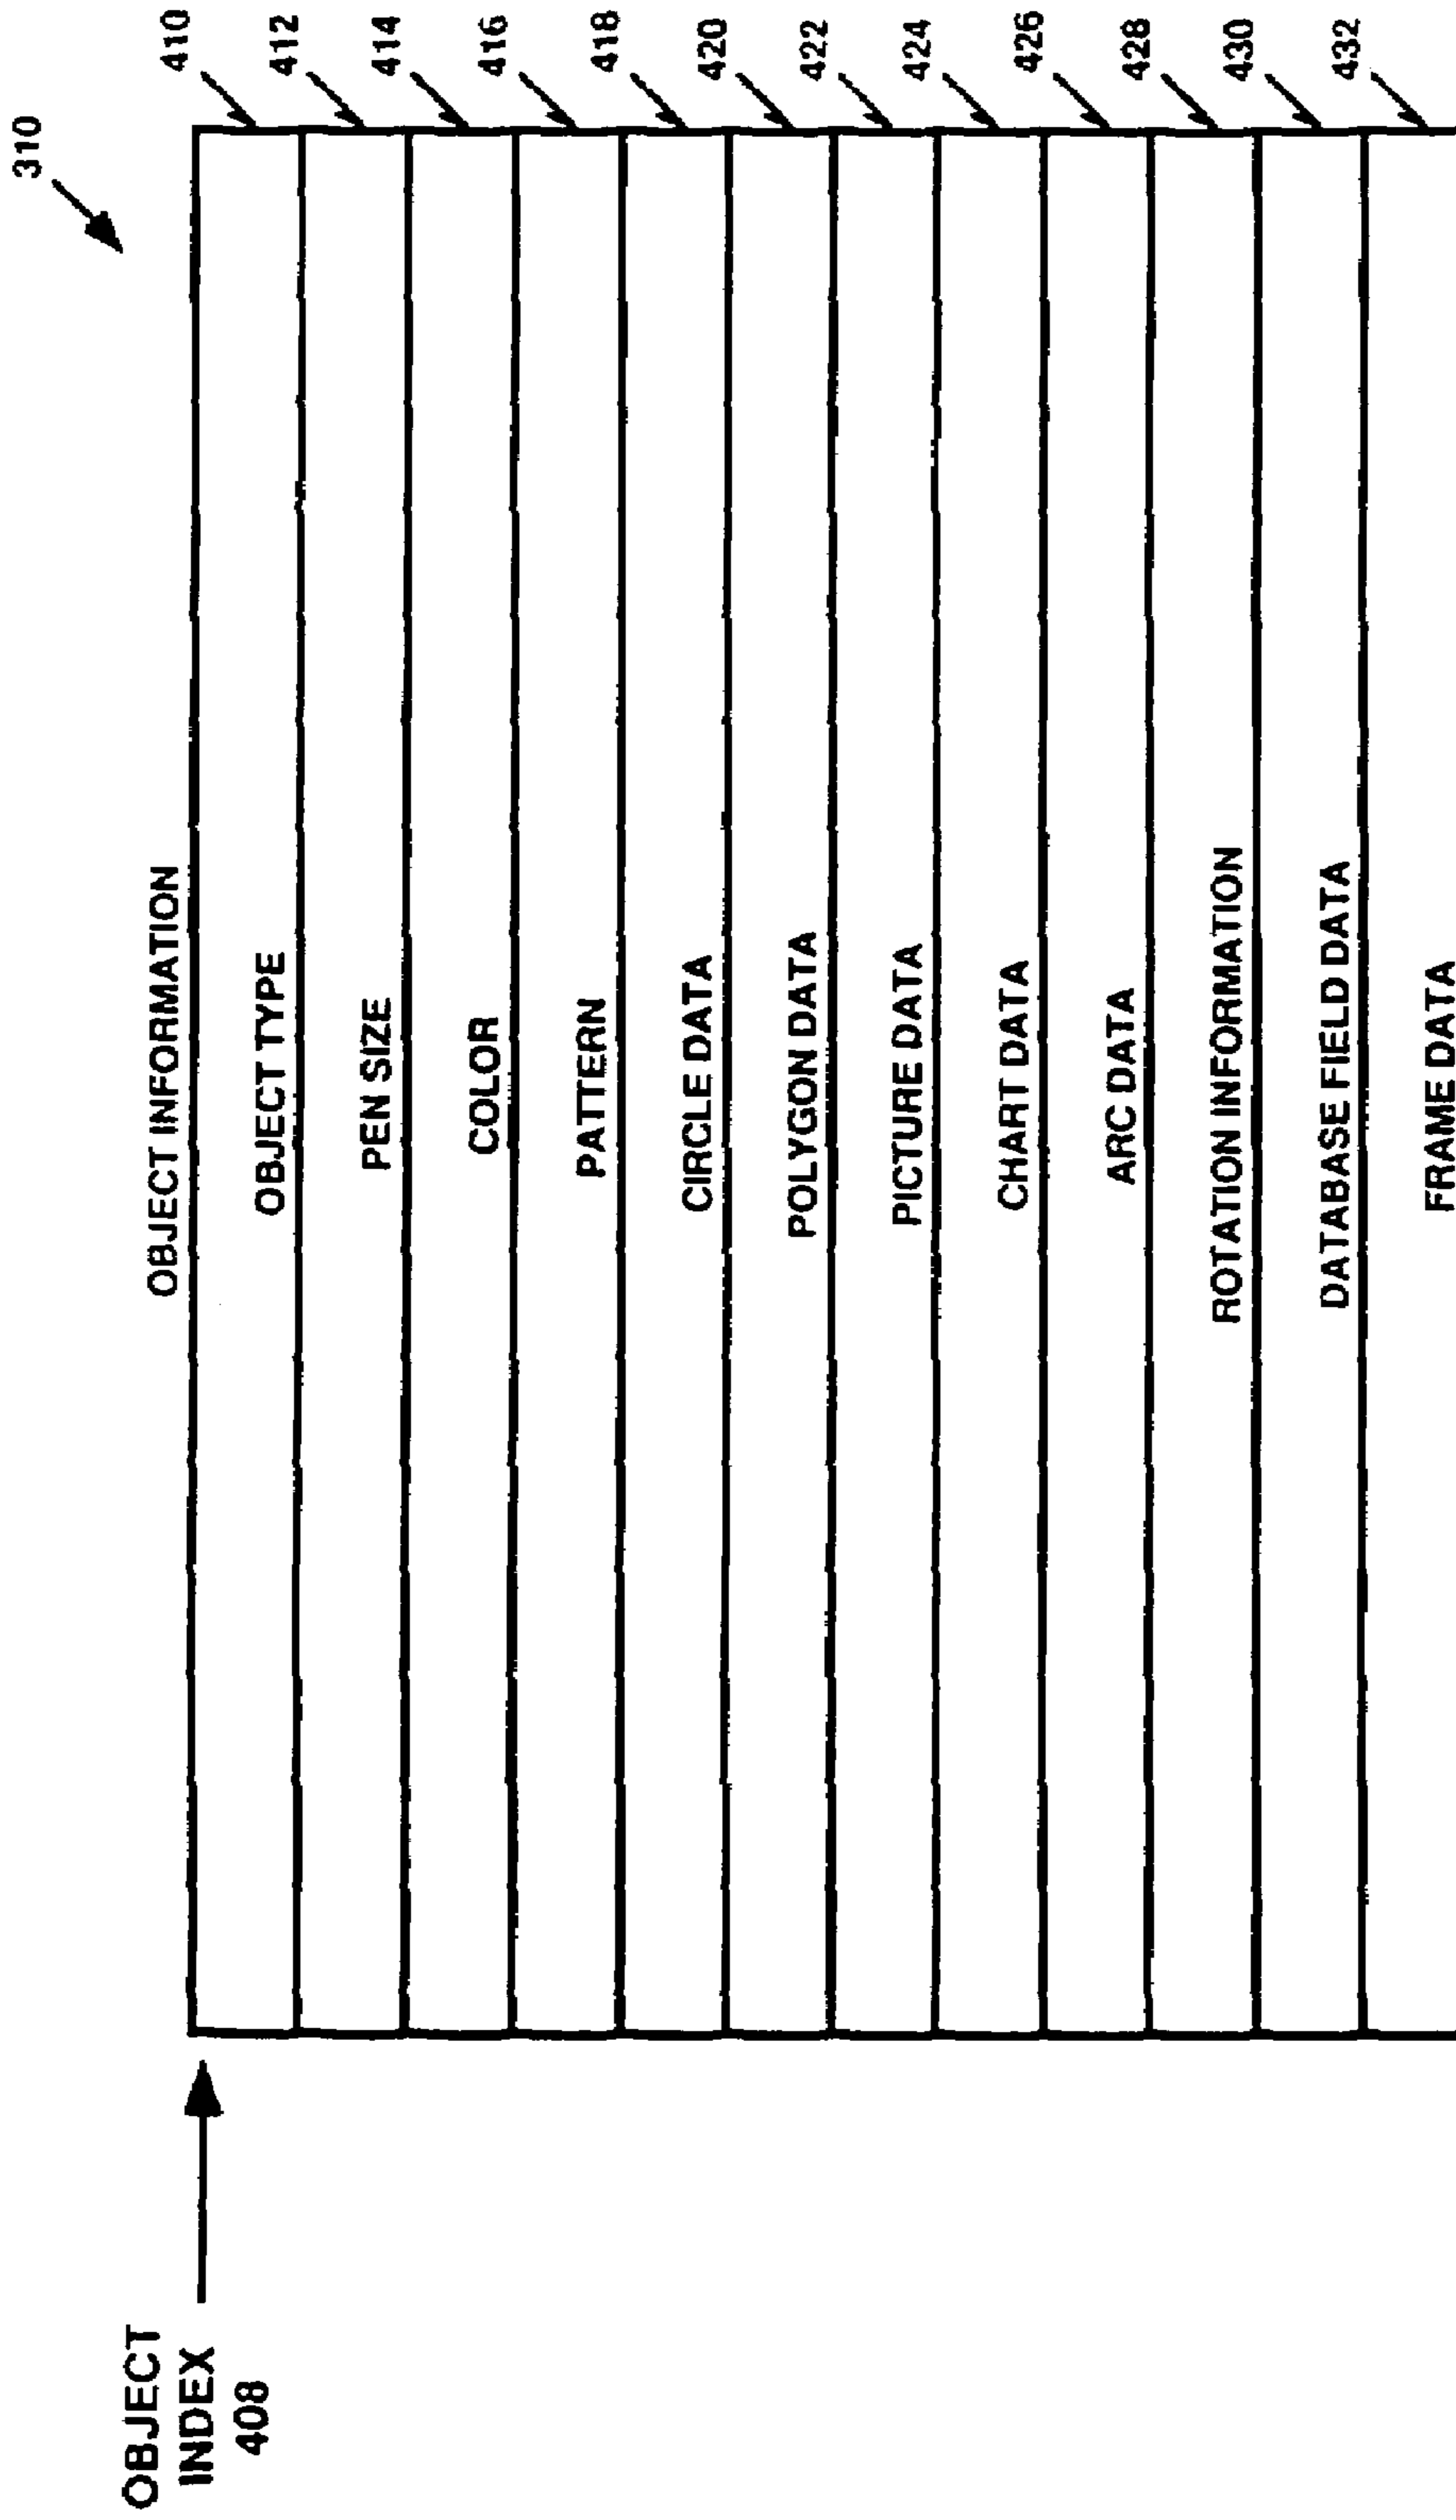 310
OBJECT INFORMATION
OBJECT
INDEX
408
OBJECT TYPE
410
PEN SIZE
412
COLOR
414
PATTERN
416
CIRCLE DATA
418
POLYGON DATA
420
PICTURE DATA
422
CHART DATA
424
ARC DATA
426
ROTATION INFORMATION
428
DATABASE FIELD DATA
430
FRAME DATA
432